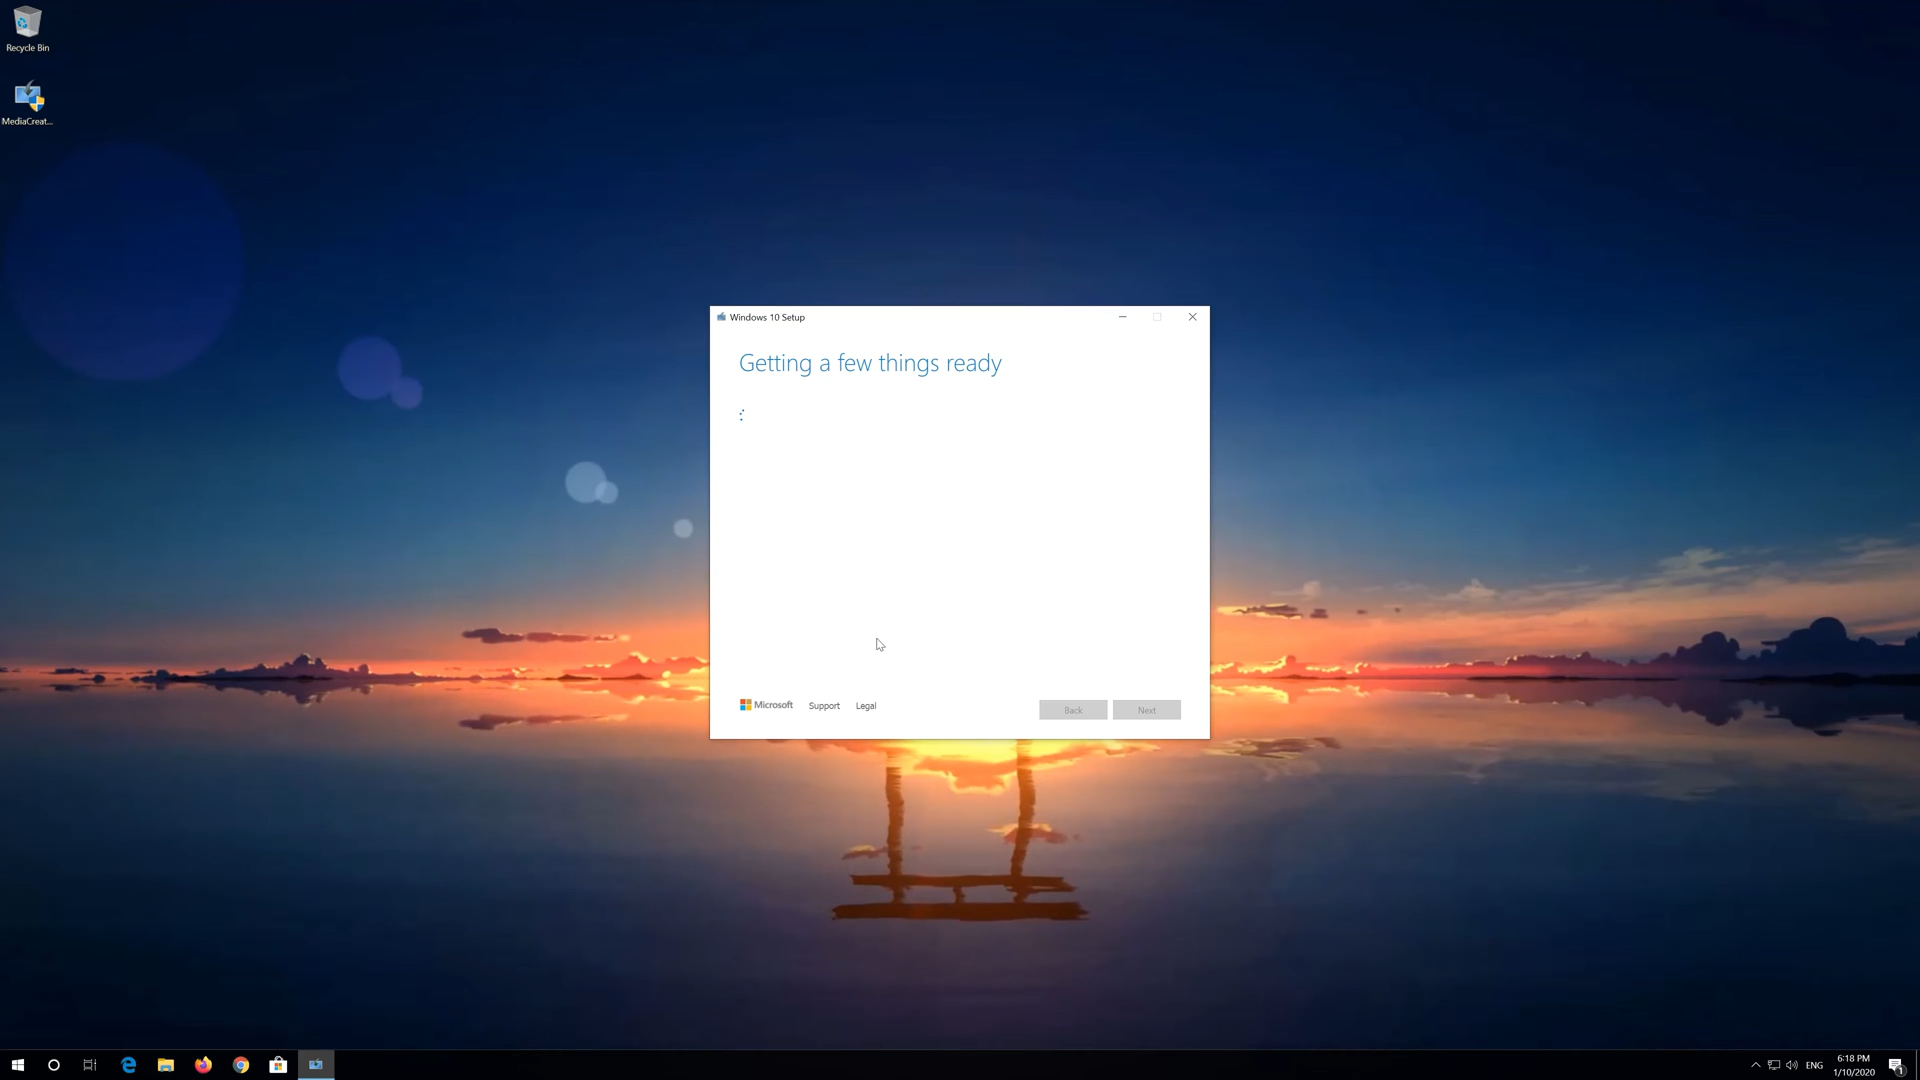 Recycle Bin
MediaCreat...
Windows 10 Setup
Getting a few things ready
Microsoft Support Legal
Back Next
ENG
6:18 PM
1/10/2020
1